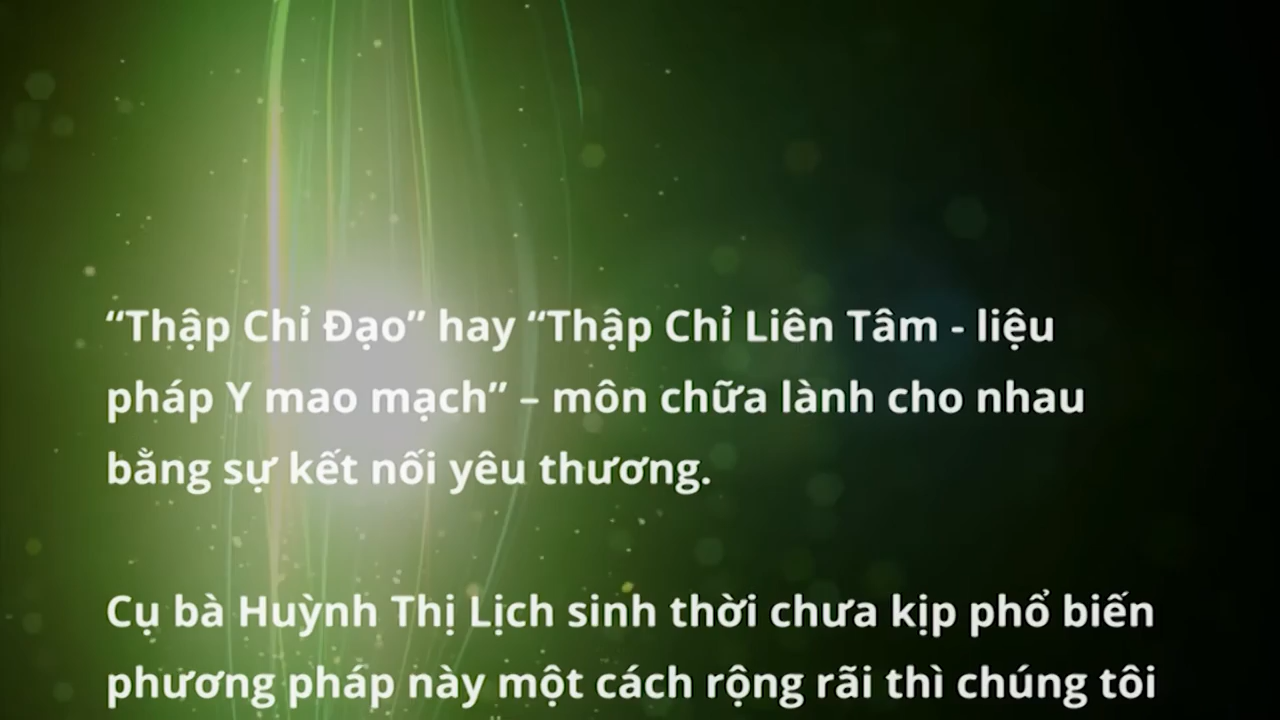 “Thập Chỉ Đạo” hay “Thập Chỉ Liên Tâm - liệu
pháp Y mao mạch” – môn chữa lành cho nhau
bằng sự kết nối yêu thương.
Cụ bà Huỳnh Thị Lịch sinh thời chưa kịp phổ biến
phương pháp này một cách rộng rãi thì chúng tôi